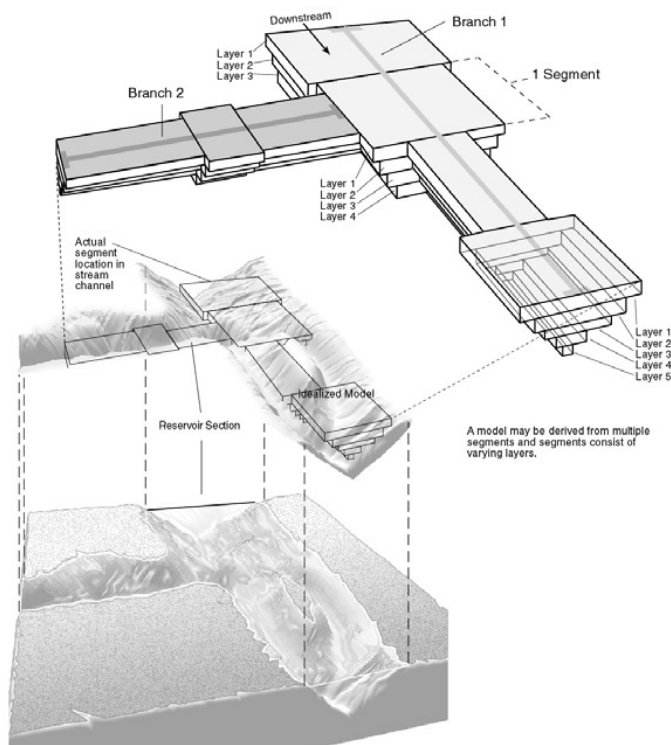 Downstream
Branch 1
Layer 1
Layer 2
Layer 3
1 Segment
Branch 2
Layer 1
Layer 2
Layer 3
Layer 4
Actual
segment
location in
stream
channel
Layer 1
Layer 2
Layer 3
Layer 4
Layer 5
Idealized Model
Reservoir Section
A model may be derived from multiple
segments and segments consist of
varying layers.